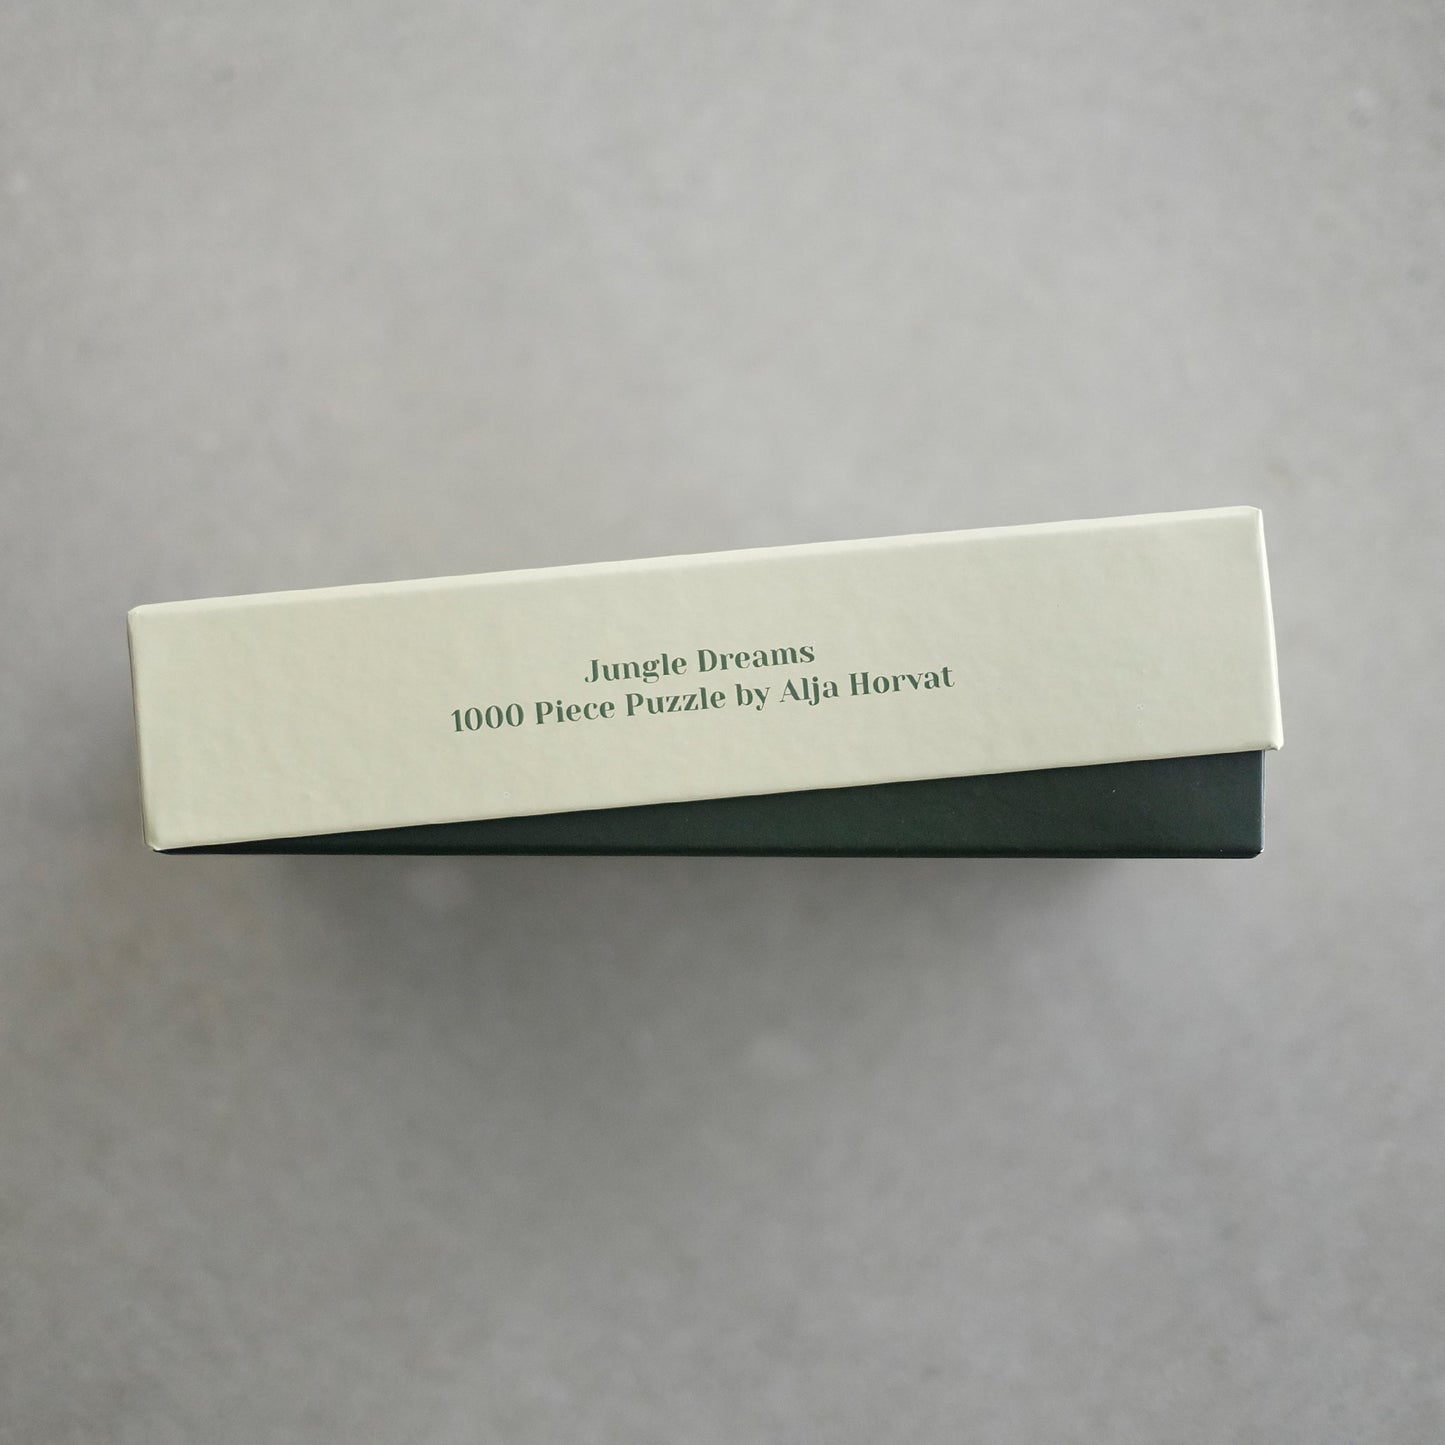 Jungle Dreams
1000 Piece Puzzle by Alja Horvat